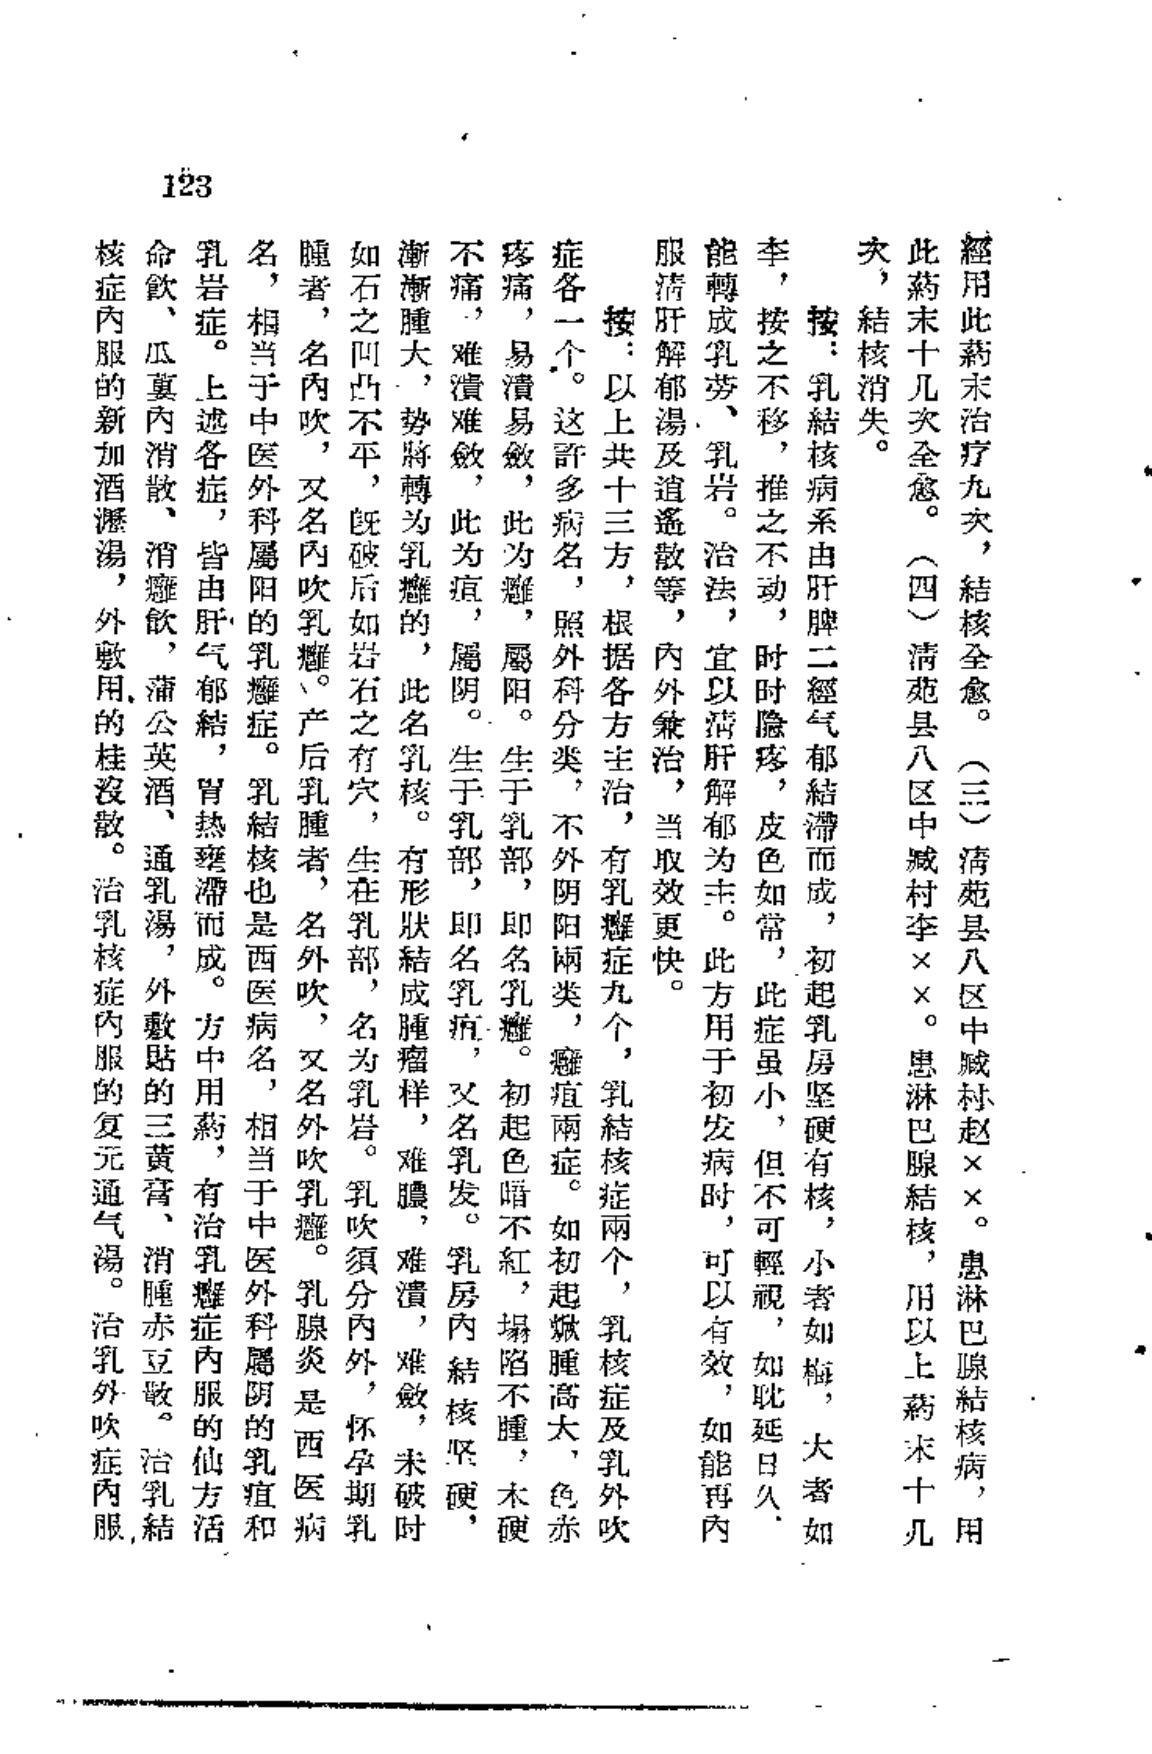 經用此葯末治疗九次，結核全愈。（三）清苑县八区中臧村赵××。患淋巴腺結核病，用
此葯末十几次全愈。（四）清苑县八区中臧村李××。患淋巴腺結核，用以上葯末十几
次，結核消失。
按：乳結核病系由肝脾二經气郁結滯而成，初起乳房坚硬有核，小者如梅，大者如
李，按之不移，推之不动，时时隐疼，皮色如常，此症虽小，但不可輕視，如耽延日久、
能轉成乳劳、乳岩。治法，宜以清肝解郁为主。此方用于初发病时，可以有效，如能再內
服清肝解郁湯及逍遙散等，內外兼治，当取效更快。
按：以上共十三方，根据各方主治，有乳癰症九个，乳結核症兩个，乳核症及乳外吹
症各一个。这許多病名，照外科分类，不外阴阳兩类，癰疽兩症。如初起焮腫高大、色赤
疼痛，易潰易斂，此为癰，屬阳。生于乳部，即名乳癰。初起色暗不紅，塌陷不腫，木硬
不痛，难潰难斂，此为疽，屬阴。生于乳部，即名乳疽，又名乳发。乳房內結核坚硬，
漸漸腫大，势將轉为乳癰的，此名乳核。有形狀結成腫瘤样，难膿，难潰，难斂，未破时
如石之凹凸不平，旣破后如岩石之有穴，生在乳部，名为乳岩。乳吹須分內外，怀孕期乳
腫者，名內吹，又名內吹乳癰。产后乳腫者，名外吹，又名外吹乳癰。乳腺炎是西医病
名，相当于中医外科屬阳的乳癰症。乳結核也是西医病名，相当于中医外科屬阴的乳疽和
乳岩症。上述各症，皆由肝气郁結，胃热壅滯而成。方中用葯，有治乳癰症內服的仙方活
命飮、瓜蔞內消散、消癰飮，蒲公英酒、通乳湯，外敷貼的三黃膏、消腫赤豆散。治乳結
核症內服的新加酒瀝湯，外敷用的桂沒散。治乳核症內服的复元通气湯。治乳外吹症內服
123